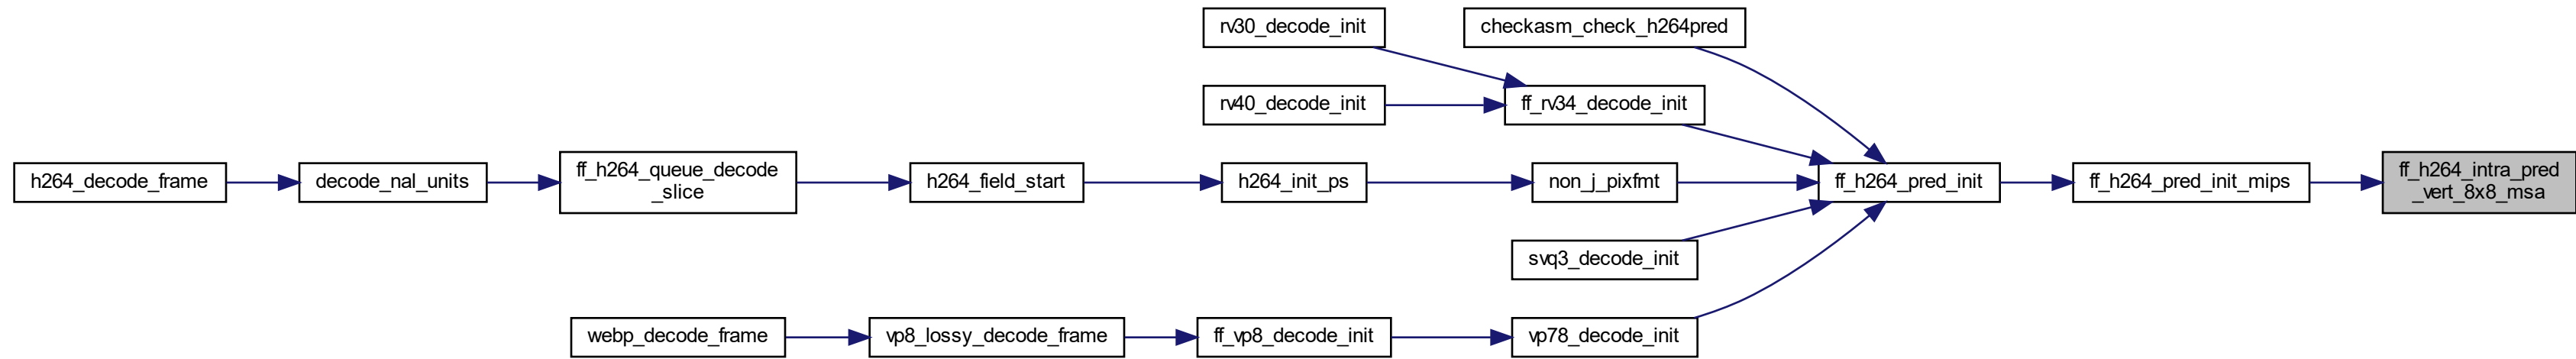 rv30_decode_init
checkasm_check_h264pred
rv40_decode_init
ff_rv34_decode_init
h264_decode_frame
decode_nal_units
ff_h264_queue_decode
_slice
h264_field_start
h264_init_ps
non_j_pixfmt
ff_h264_pred_init
ff_h264_pred_init_mips
ff_h264_intra_pred
_vert_8x8_msa
svq3_decode_init
webp_decode_frame
vp8_lossy_decode_frame
ff_vp8_decode_init
vp78_decode_init